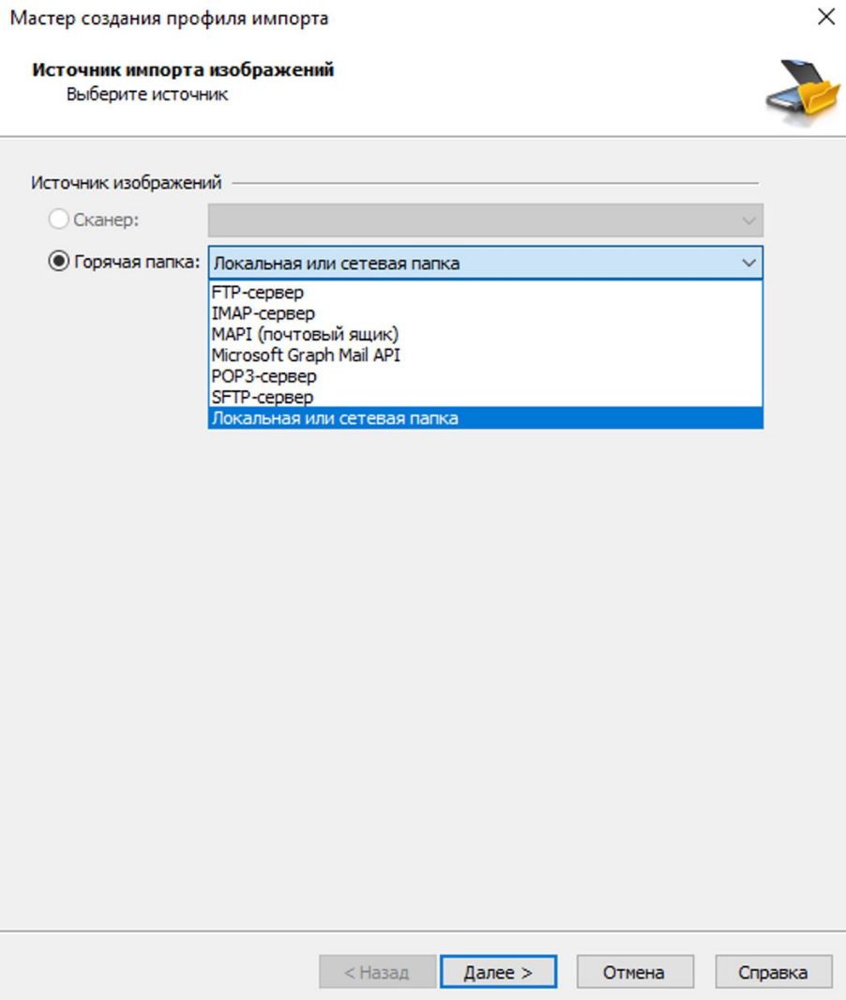 Мастер создания профиля импорта
Источник импорта изображений
Выберите источник
Источник изображений
Сканер:
Горячая папка: Локальная или сетевая папка
FTP-сервер
IMAP-сервер
MAPI (почтовый ящик)
Microsoft Graph Mail API
POP3-сервер
SFTP-сервер
Локальная или сетевая папка
< Назад Далее > Отмена Справка